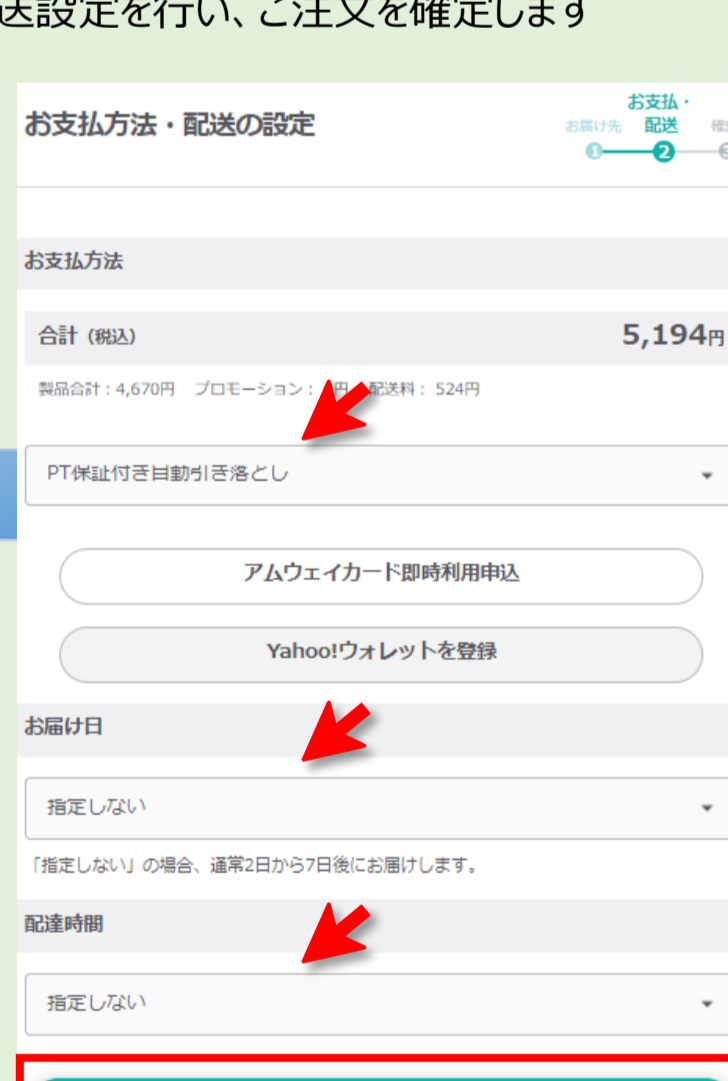 送設定を行い、ご注文を確定します
お支払方法・配送の設定
お支払・
お届け先 配送
1 2
お支払方法
合計（税込） 5,194円
製品合計：4,670円 プロモーション： 円 配送料： 524円
PT保証付き自動引き落とし
アムウェイカード即時利用申込
Yahoo!ウォレットを登録
お届け日
指定しない
「指定しない」の場合、通常2日から7日後にお届けします。
配達時間
指定しない